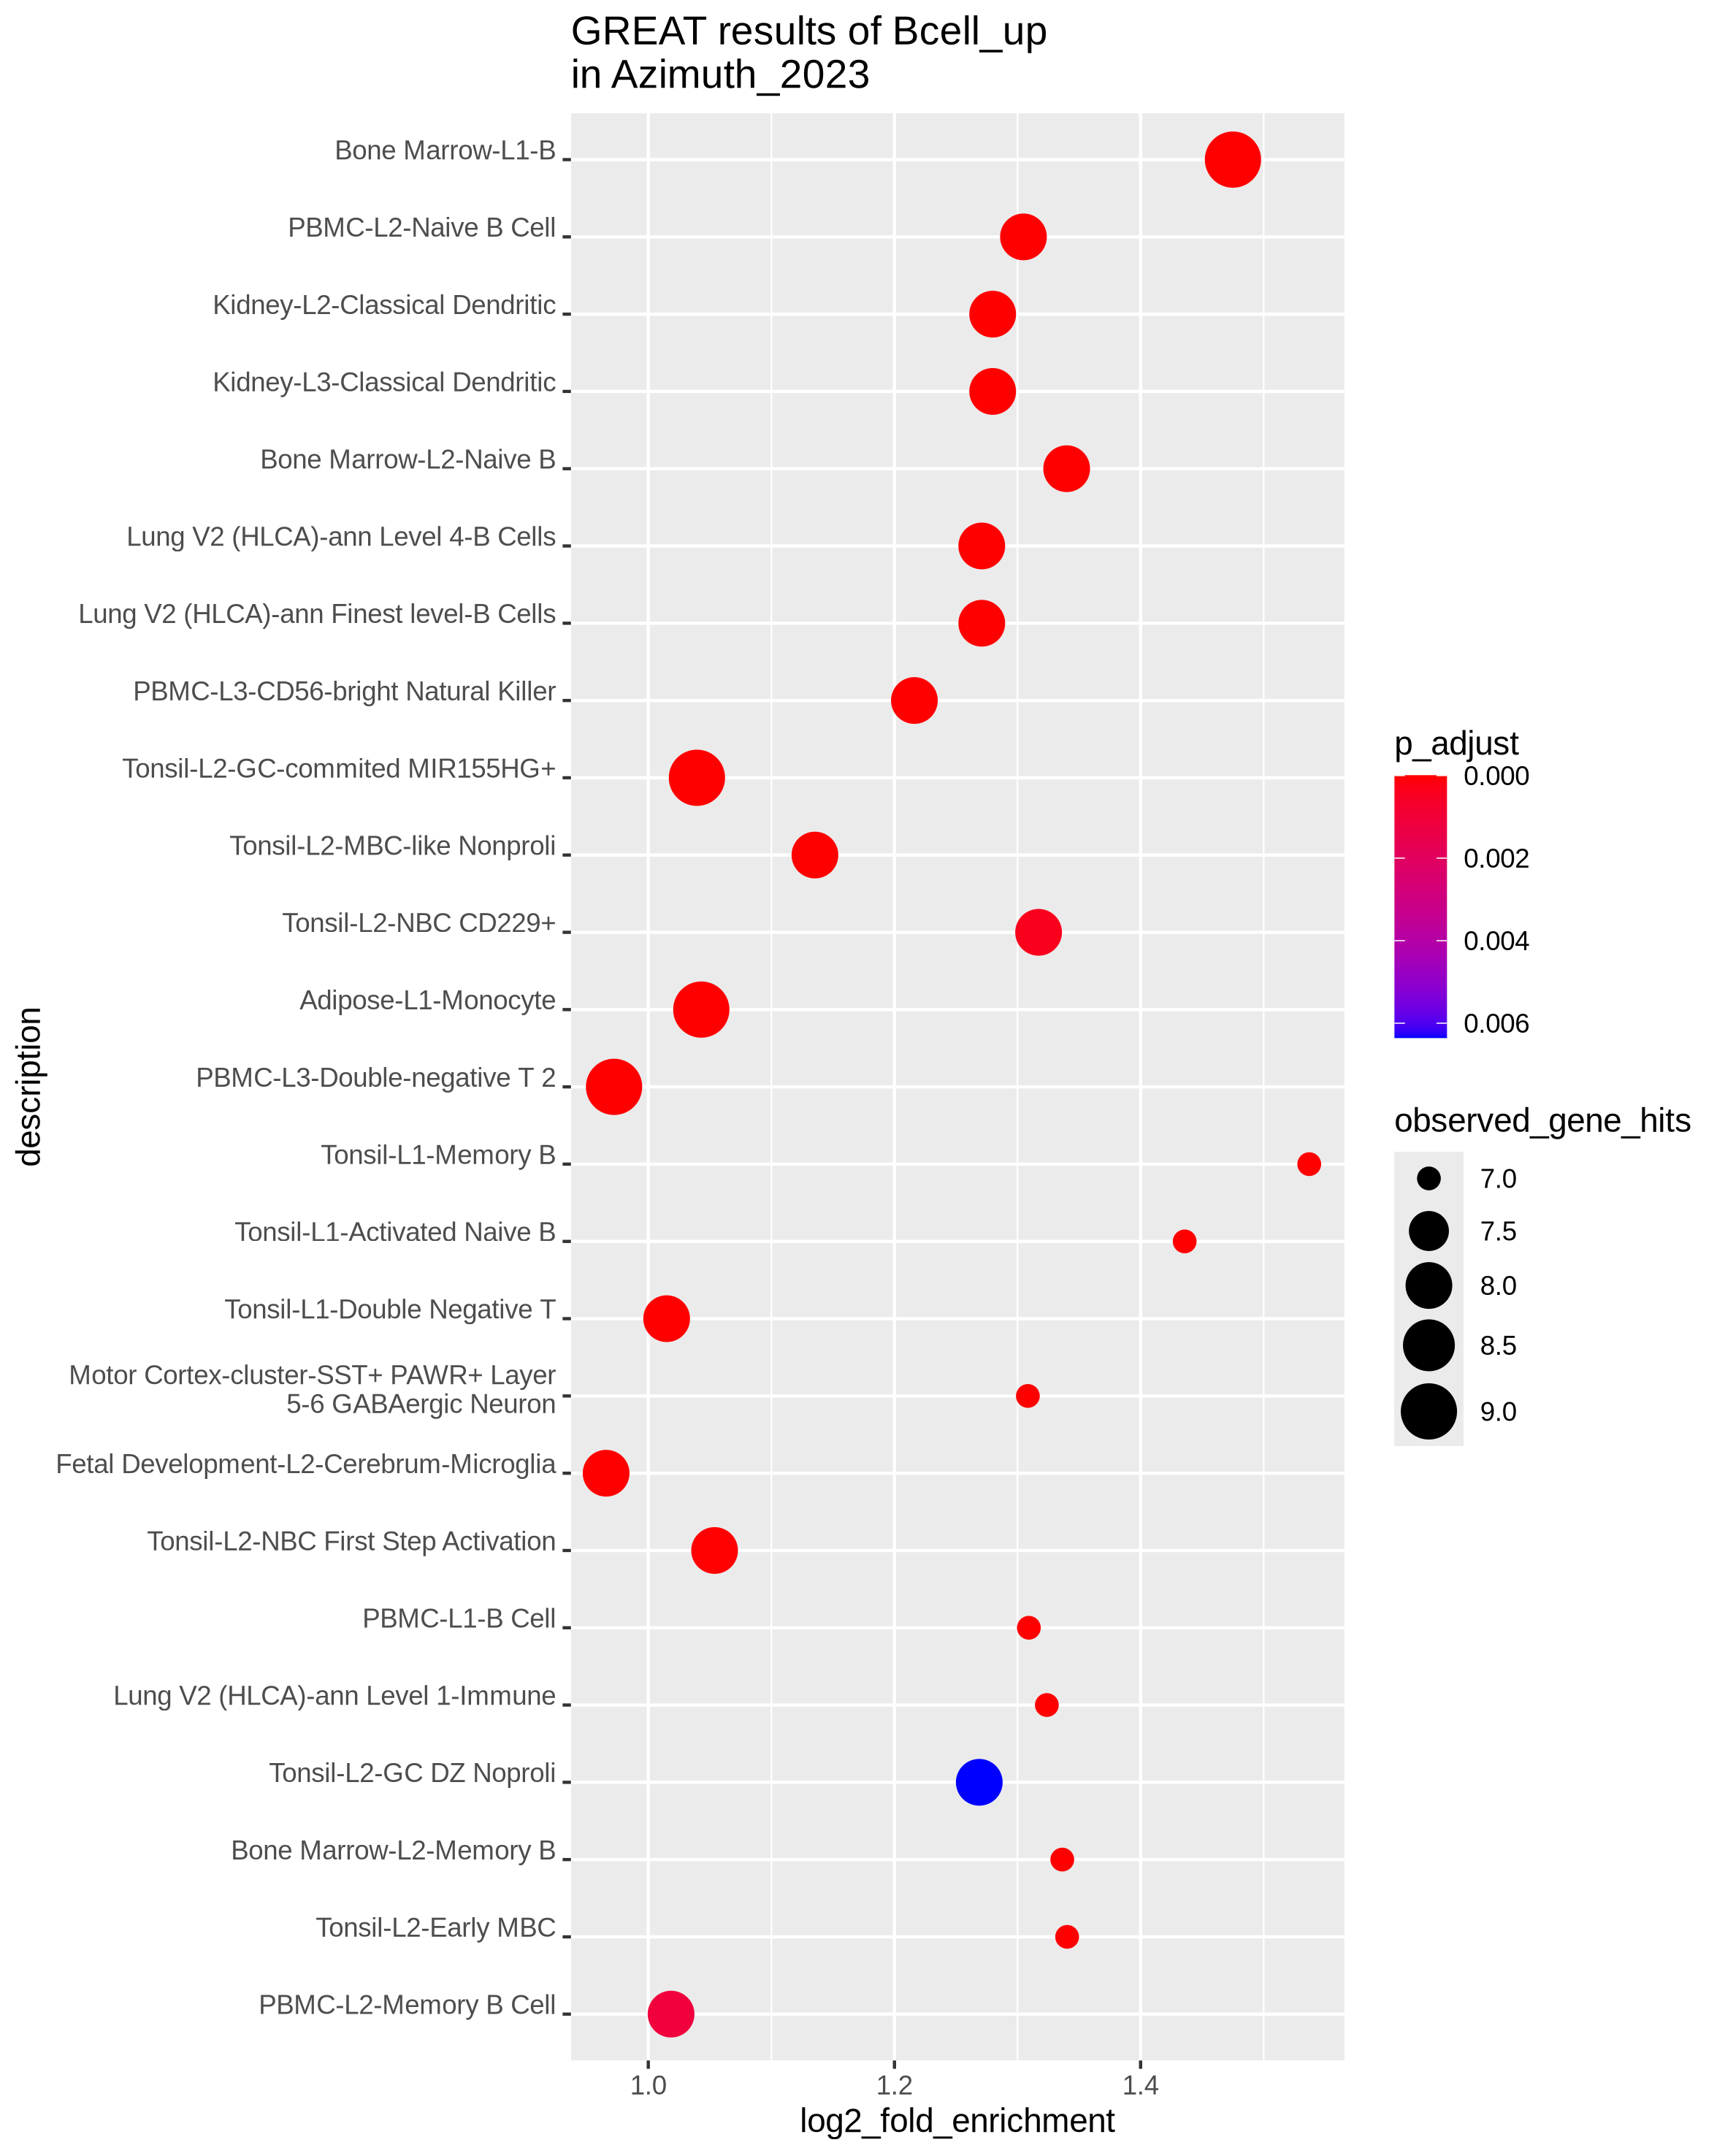 GREAT results of Bcell_up
in Azimuth_2023
description
Bone Marrow-L1-B
PBMC-L2-Naive B Cell
Kidney-L2-Classical Dendritic
Kidney-L3-Classical Dendritic
Bone Marrow-L2-Naive B
Lung V2 (HLCA)-ann Level 4-B Cells
Lung V2 (HLCA)-ann Finest level-B Cells
PBMC-L3-CD56-bright Natural Killer
Tonsil-L2-GC-commited MIR155HG+
Tonsil-L2-MBC-like Nonproli
Tonsil-L2-NBC CD229+
Adipose-L1-Monocyte
PBMC-L3-Double-negative T 2
Tonsil-L1-Memory B
Tonsil-L1-Activated Naive B
Tonsil-L1-Double Negative T
Motor Cortex-cluster-SST+ PAWR+ Layer
5-6 GABAergic Neuron
Fetal Development-L2-Cerebrum-Microglia
Tonsil-L2-NBC First Step Activation
PBMC-L1-B Cell
Lung V2 (HLCA)-ann Level 1-Immune
Tonsil-L2-GC DZ Noproli
Bone Marrow-L2-Memory B
Tonsil-L2-Early MBC
PBMC-L2-Memory B Cell
1.0 1.2 1.4
log2_fold_enrichment
p_adjust
0.000
0.002
0.004
0.006
observed_gene_hits
7.0
7.5
8.0
8.5
9.0